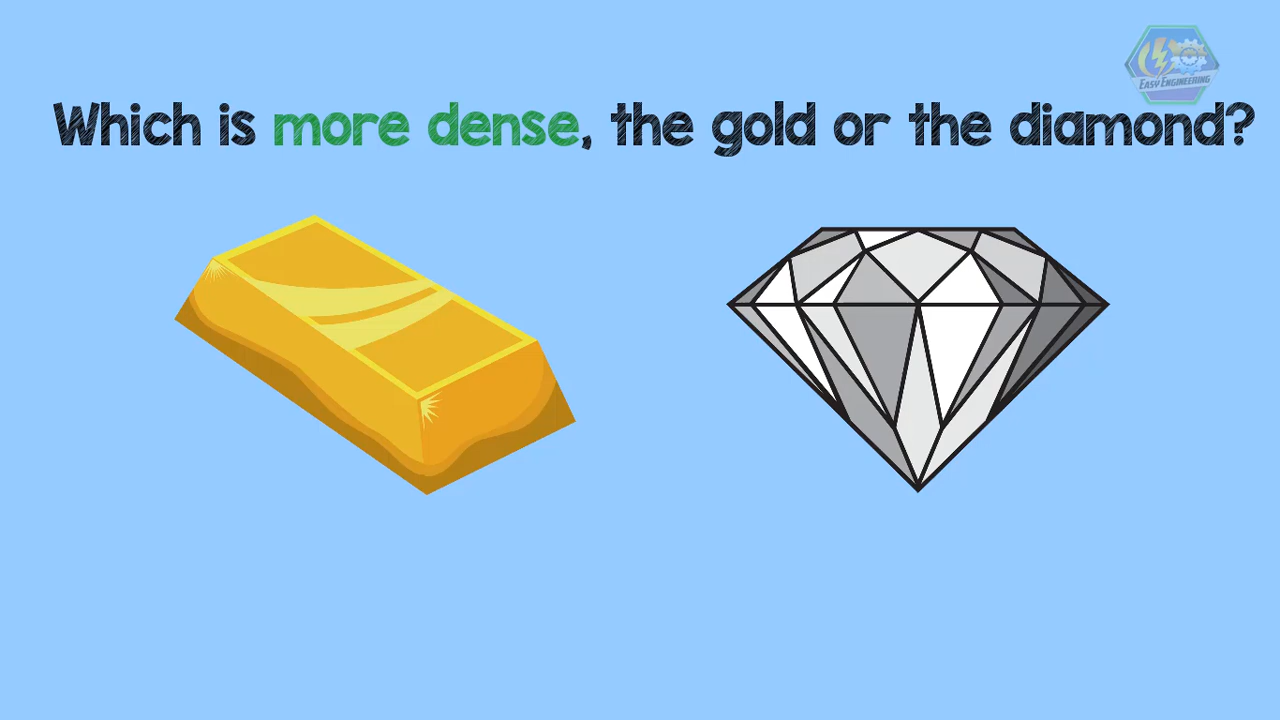 EASY ENGINEERING
Which is more dense, the gold or the diamond?